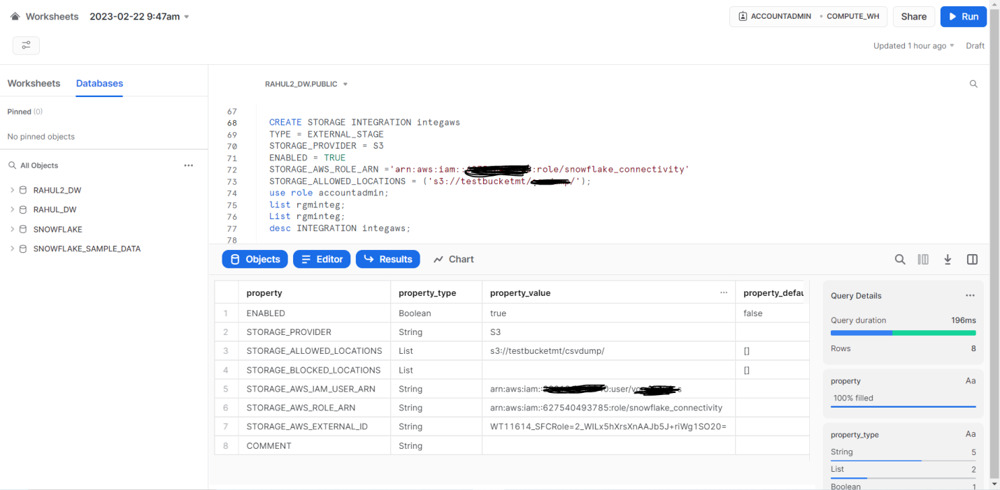 Worksheets 2023-02-22 9:47am
ACCOUNTADMIN • COMPUTE_WH
Share
Run
Updated 1 hour ago
Draft
Worksheets Databases
Pinned (0)
No pinned objects
All Objects
RAHUL2_DW
RAHUL_DW
SNOWFLAKE
SNOWFLAKE_SAMPLE_DATA
RAHUL2_DW.PUBLIC
67
68 CREATE STORAGE INTEGRATION integaws
69 TYPE = EXTERNAL_STAGE
70 STORAGE_PROVIDER = S3
71 ENABLED = TRUE
72 STORAGE_AWS_ROLE_ARN ='arn:aws:iam:: :role/snowflake_connectivity'
73 STORAGE_ALLOWED_LOCATIONS = ('s3://testbucketmt/ /');
74 use role accountadmin;
75 list rgminteg;
76 List rgminteg;
77 desc INTEGRATION integaws;
78
Objects Editor Results Chart
property property_type property_value ... property_defau
1 ENABLED Boolean true false
2 STORAGE_PROVIDER String S3
3 STORAGE_ALLOWED_LOCATIONS List s3://testbucketmt/csvdump/ []
4 STORAGE_BLOCKED_LOCATIONS List []
5 STORAGE_AWS_IAM_USER_ARN String arn:aws:iam:: :user/
6 STORAGE_AWS_ROLE_ARN String arn:aws:iam::627540493785:role/snowflake_connectivity
7 STORAGE_AWS_EXTERNAL_ID String WT11614_SFCRole=2_WILx5hXrsXnAAJb5J+riWg1SO20=
8 COMMENT String
Query Details ...
Query duration 196ms
Rows 8
property Aa
100% filled
property_type Aa
String 5
List 2
Boolean 1